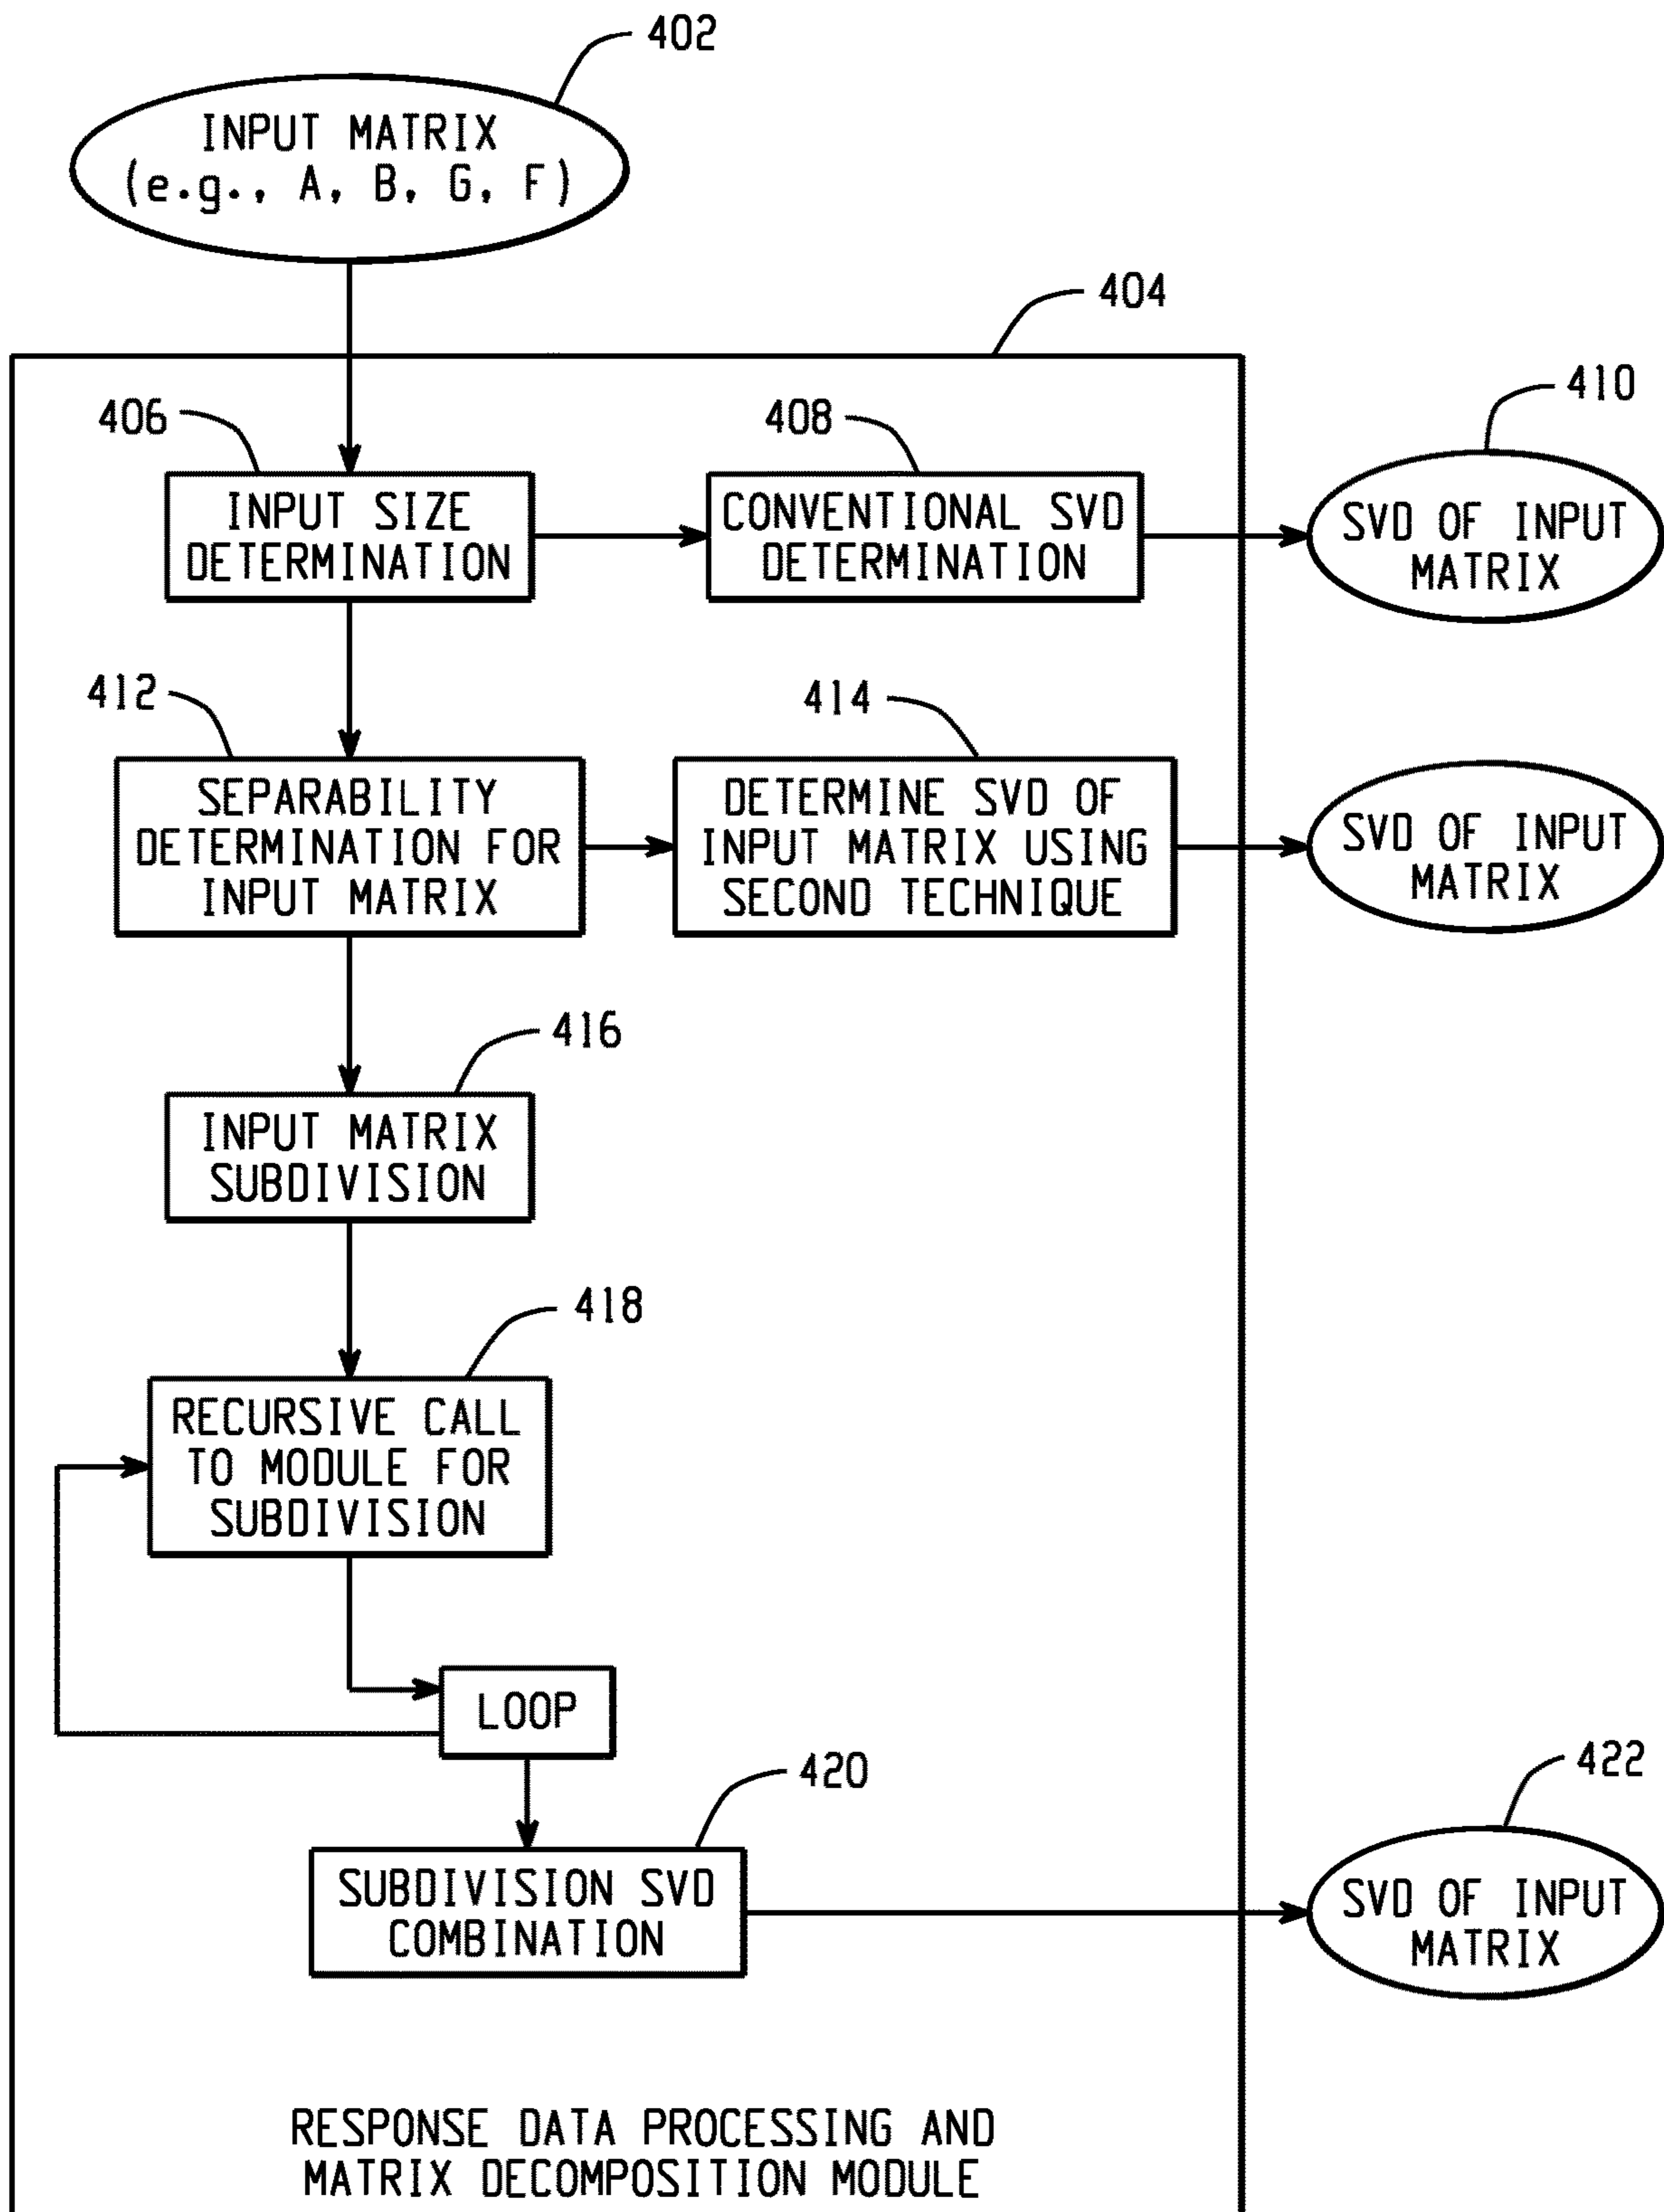 402
INPUT MATRIX
(e.g., A, B, G, F)
404
406
408
410
INPUT SIZE
DETERMINATION
CONVENTIONAL SVD
DETERMINATION
SVD OF INPUT
MATRIX
412
414
SEPARABILITY
DETERMINATION FOR
INPUT MATRIX
DETERMINE SVD OF
INPUT MATRIX USING
SECOND TECHNIQUE
SVD OF INPUT
MATRIX
416
INPUT MATRIX
SUBDIVISION
418
RECURSIVE CALL
TO MODULE FOR
SUBDIVISION
LOOP
420
422
SUBDIVISION SVD
COMBINATION
SVD OF INPUT
MATRIX
RESPONSE DATA PROCESSING AND
MATRIX DECOMPOSITION MODULE